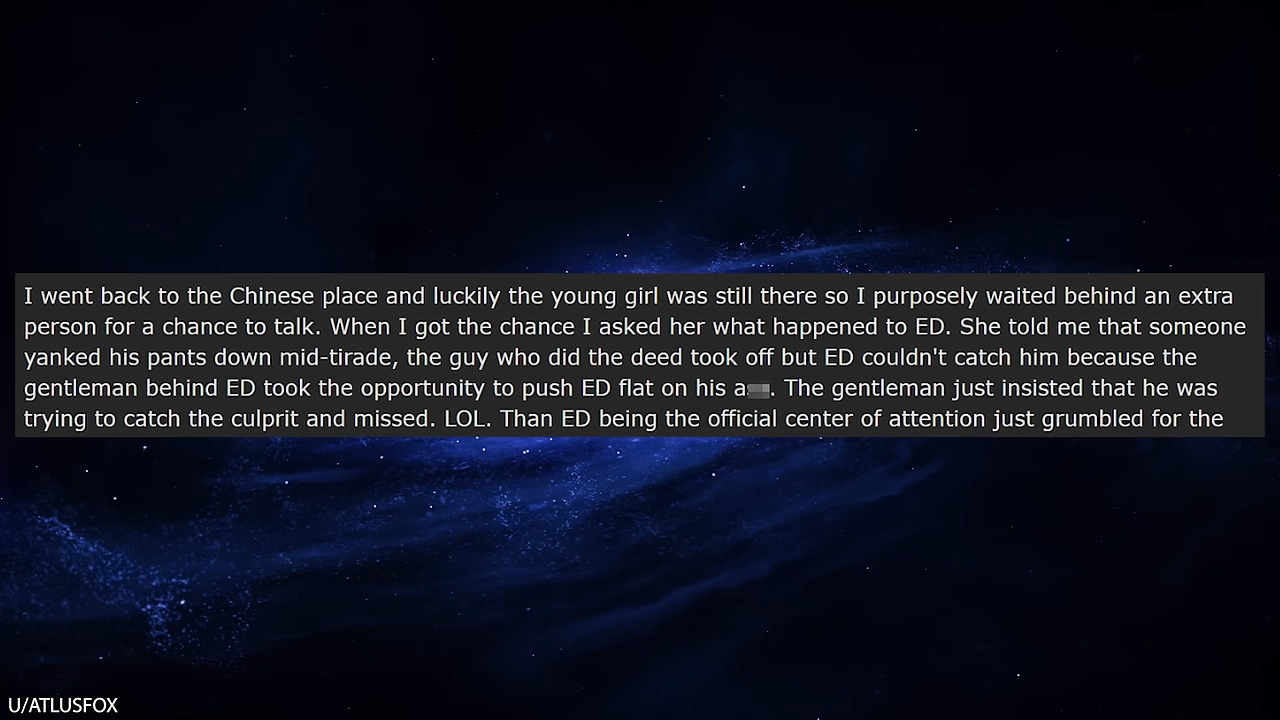 I went back to the Chinese place and luckily the young girl was still there so I purposely waited behind an extra
person for a chance to talk. When I got the chance I asked her what happened to ED. She told me that someone
yanked his pants down mid-tirade, the guy who did the deed took off but ED couldn't catch him because the
gentleman behind ED took the opportunity to push ED flat on his a. The gentleman just insisted that he was
trying to catch the culprit and missed. LOL. Than ED being the official center of attention just grumbled for the
U/ATLUSFOX